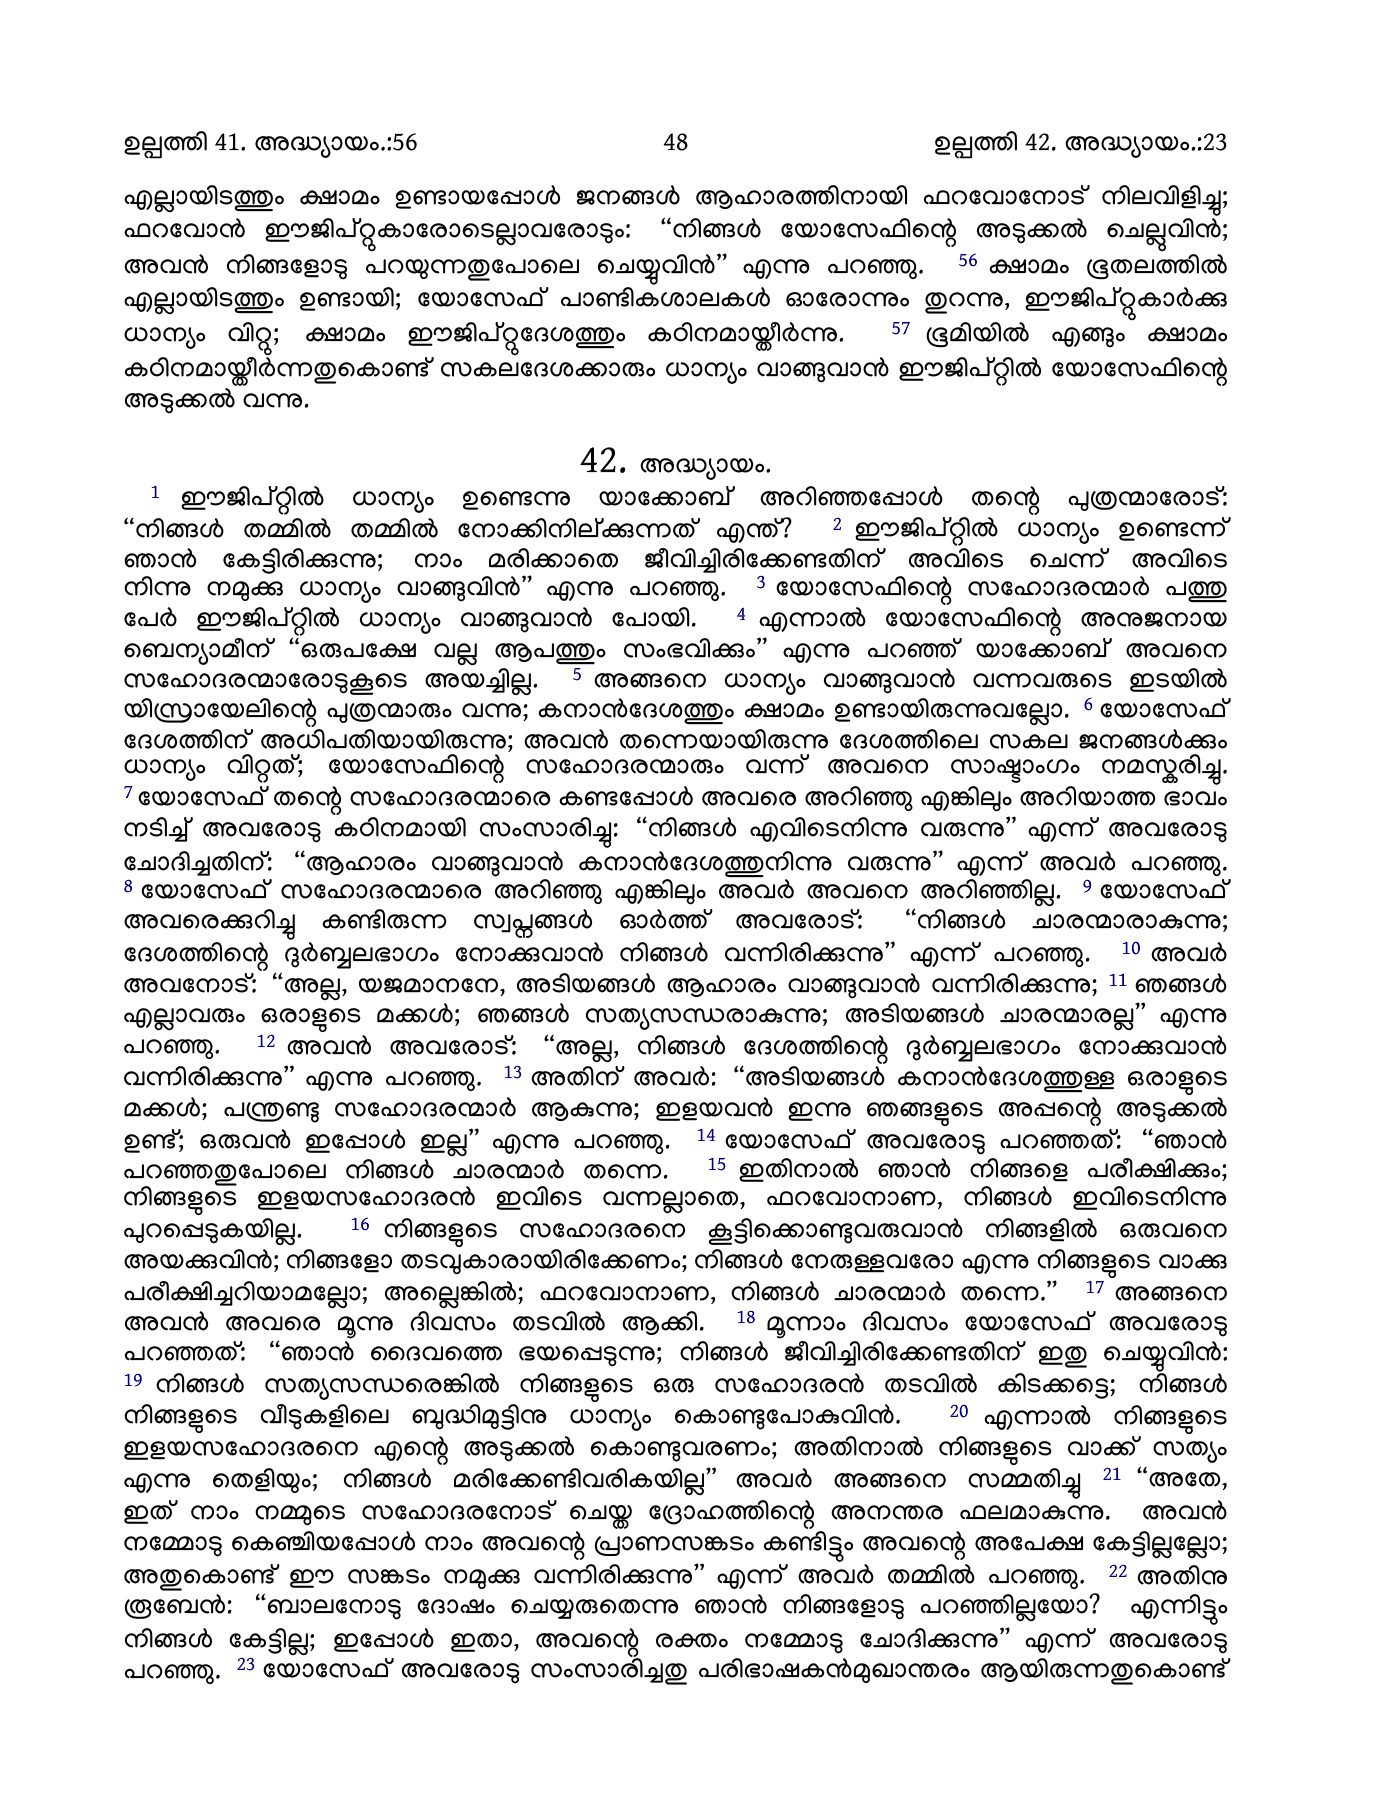 ഉല്പത്തി 41. അദ്ധ്യായം.:56 48 ഉല്പത്തി 42. അദ്ധ്യായം.:23
എല്ലായിടത്തും ക്ഷാമം ഉണ്ടായപ്പോൾ ജനങ്ങൾ ആഹാരത്തിനായി ഫറവോനോട് നിലവിളിച്ചു;
ഫറവോൻ ഈജിപ്റ്റുകാരോടെല്ലാവരോടും: “നിങ്ങൾ യോസേഫിന്റെ അടുക്കൽ ചെല്ലുവിൻ;
അവൻ നിങ്ങളോടു പറയുന്നതുപോലെ ചെയ്യുവിൻ” എന്നു പറഞ്ഞു. 56 ക്ഷാമം ഭൂതലത്തിൽ
എല്ലായിടത്തും ഉണ്ടായി; യോസേഫ് പാണ്ടികശാലകൾ ഓരോന്നും തുറന്നു, ഈജിപ്റ്റുകാർക്കു
ധാന്യം വിറ്റു; ക്ഷാമം ഈജിപ്റ്റുദേശത്തും കഠിനമായ്തീർന്നു. 57 ഭൂമിയിൽ എങ്ങും ക്ഷാമം
കഠിനമായ്തീർന്നതുകൊണ്ട് സകലദേശക്കാരും ധാന്യം വാങ്ങുവാൻ ഈജിപ്റ്റിൽ യോസേഫിന്റെ
അടുക്കൽ വന്നു.
42. അദ്ധ്യായം.
1 ഈജിപ്റ്റിൽ ധാന്യം ഉണ്ടെന്നു യാക്കോബ് അറിഞ്ഞപ്പോൾ തന്റെ പുത്രന്മാരോട്:
“നിങ്ങൾ തമ്മിൽ തമ്മിൽ നോക്കിനില്ക്കുന്നത് എന്ത്? 2 ഈജിപ്റ്റിൽ ധാന്യം ഉണ്ടെന്ന്
ഞാൻ കേട്ടിരിക്കുന്നു; നാം മരിക്കാതെ ജീവിച്ചിരിക്കേണ്ടതിന് അവിടെ ചെന്ന് അവിടെ
നിന്നു നമുക്കു ധാന്യം വാങ്ങുവിൻ” എന്നു പറഞ്ഞു. 3 യോസേഫിന്റെ സഹോദരന്മാർ പത്തു
പേർ ഈജിപ്റ്റിൽ ധാന്യം വാങ്ങുവാൻ പോയി. 4 എന്നാൽ യോസേഫിന്റെ അനുജനായ
ബെന്യാമീന് “ഒരുപക്ഷേ വല്ല ആപത്തും സംഭവിക്കും” എന്നു പറഞ്ഞ് യാക്കോബ് അവനെ
സഹോദരന്മാരോടുകൂടെ അയച്ചില്ല. 5 അങ്ങനെ ധാന്യം വാങ്ങുവാൻ വന്നവരുടെ ഇടയിൽ
യിസ്രായേലിന്റെ പുത്രന്മാരും വന്നു; കനാൻദേശത്തും ക്ഷാമം ഉണ്ടായിരുന്നുവല്ലോ. 6 യോസേഫ്
ദേശത്തിന് അധിപതിയായിരുന്നു; അവൻ തന്നെയായിരുന്നു ദേശത്തിലെ സകല ജനങ്ങൾക്കും
ധാന്യം വിറ്റത്; യോസേഫിന്റെ സഹോദരന്മാരും വന്ന് അവനെ സാഷ്ടാംഗം നമസ്കരിച്ചു.
7 യോസേഫ് തന്റെ സഹോദരന്മാരെ കണ്ടപ്പോൾ അവരെ അറിഞ്ഞു എങ്കിലും അറിയാത്ത ഭാവം
നടിച്ച് അവരോടു കഠിനമായി സംസാരിച്ചു: “നിങ്ങൾ എവിടെനിന്നു വരുന്നു” എന്ന് അവരോടു
ചോദിച്ചതിന്: “ആഹാരം വാങ്ങുവാൻ കനാൻദേശത്തുനിന്നു വരുന്നു” എന്ന് അവർ പറഞ്ഞു.
8 യോസേഫ് സഹോദരന്മാരെ അറിഞ്ഞു എങ്കിലും അവർ അവനെ അറിഞ്ഞില്ല. 9 യോസേഫ്
അവരെക്കുറിച്ചു കണ്ടിരുന്ന സ്വപ്നങ്ങൾ ഓർത്ത് അവരോട്: “നിങ്ങൾ ചാരന്മാരാകുന്നു;
ദേശത്തിന്റെ ദുർബ്ബലഭാഗം നോക്കുവാൻ നിങ്ങൾ വന്നിരിക്കുന്നു” എന്ന് പറഞ്ഞു. 10 അവർ
അവനോട്: “അല്ല, യജമാനനേ, അടിയങ്ങൾ ആഹാരം വാങ്ങുവാൻ വന്നിരിക്കുന്നു; 11 ഞങ്ങൾ
എല്ലാവരും ഒരാളുടെ മക്കൾ; ഞങ്ങൾ സത്യസന്ധരാകുന്നു; അടിയങ്ങൾ ചാരന്മാരല്ല” എന്നു
പറഞ്ഞു. 12 അവൻ അവരോട്: “അല്ല, നിങ്ങൾ ദേശത്തിന്റെ ദുർബ്ബലഭാഗം നോക്കുവാൻ
വന്നിരിക്കുന്നു” എന്നു പറഞ്ഞു. 13 അതിന് അവർ: “അടിയങ്ങൾ കനാൻദേശത്തുള്ള ഒരാളുടെ
മക്കൾ; പന്ത്രണ്ടു സഹോദരന്മാർ ആകുന്നു; ഇളയവൻ ഇന്നു ഞങ്ങളുടെ അപ്പന്റെ അടുക്കൽ
ഉണ്ട്; ഒരുവൻ ഇപ്പോൾ ഇല്ല” എന്നു പറഞ്ഞു. 14 യോസേഫ് അവരോടു പറഞ്ഞത്: “ഞാൻ
പറഞ്ഞതുപോലെ നിങ്ങൾ ചാരന്മാർ തന്നെ. 15 ഇതിനാൽ ഞാൻ നിങ്ങളെ പരീക്ഷിക്കും;
നിങ്ങളുടെ ഇളയസഹോദരൻ ഇവിടെ വന്നല്ലാതെ, ഫറവോനാണ, നിങ്ങൾ ഇവിടെനിന്നു
പുറപ്പെടുകയില്ല. 16 നിങ്ങളുടെ സഹോദരനെ കൂട്ടിക്കൊണ്ടുവരുവാൻ നിങ്ങളിൽ ഒരുവനെ
അയക്കുവിൻ; നിങ്ങളോ തടവുകാരായിരിക്കേണം; നിങ്ങൾ നേരുള്ളവരോ എന്നു നിങ്ങളുടെ വാക്കു
പരീക്ഷിച്ചറിയാമല്ലോ; അല്ലെങ്കിൽ; ഫറവോനാണ, നിങ്ങൾ ചാരന്മാർ തന്നെ.” 17 അങ്ങനെ
അവൻ അവരെ മൂന്നു ദിവസം തടവിൽ ആക്കി. 18 മൂന്നാം ദിവസം യോസേഫ് അവരോടു
പറഞ്ഞത്: “ഞാൻ ദൈവത്തെ ഭയപ്പെടുന്നു; നിങ്ങൾ ജീവിച്ചിരിക്കേണ്ടതിന് ഇതു ചെയ്യുവിൻ:
19 നിങ്ങൾ സത്യസന്ധരെങ്കിൽ നിങ്ങളുടെ ഒരു സഹോദരൻ തടവിൽ കിടക്കട്ടെ; നിങ്ങൾ
നിങ്ങളുടെ വീടുകളിലെ ബുദ്ധിമുട്ടിനു ധാന്യം കൊണ്ടുപോകുവിൻ. 20 എന്നാൽ നിങ്ങളുടെ
ഇളയസഹോദരനെ എന്റെ അടുക്കൽ കൊണ്ടുവരണം; അതിനാൽ നിങ്ങളുടെ വാക്ക് സത്യം
എന്നു തെളിയും; നിങ്ങൾ മരിക്കേണ്ടിവരികയില്ല” അവർ അങ്ങനെ സമ്മതിച്ചു 21 “അതേ,
ഇത് നാം നമ്മുടെ സഹോദരനോട് ചെയ്ത ദ്രോഹത്തിന്റെ അനന്തര ഫലമാകുന്നു. അവൻ
നമ്മോടു കെഞ്ചിയപ്പോൾ നാം അവന്റെ പ്രാണസങ്കടം കണ്ടിട്ടും അവന്റെ അപേക്ഷ കേട്ടില്ലല്ലോ;
അതുകൊണ്ട് ഈ സങ്കടം നമുക്കു വന്നിരിക്കുന്നു” എന്ന് അവർ തമ്മിൽ പറഞ്ഞു. 22 അതിനു
രൂബേൻ: “ബാലനോടു ദോഷം ചെയ്യരുതെന്നു ഞാൻ നിങ്ങളോടു പറഞ്ഞില്ലയോ? എന്നിട്ടും
നിങ്ങൾ കേട്ടില്ല; ഇപ്പോൾ ഇതാ, അവന്റെ രക്തം നമ്മോടു ചോദിക്കുന്നു” എന്ന് അവരോടു
പറഞ്ഞു. 23 യോസേഫ് അവരോടു സംസാരിച്ചതു പരിഭാഷകൻമുഖാന്തരം ആയിരുന്നതുകൊണ്ട്